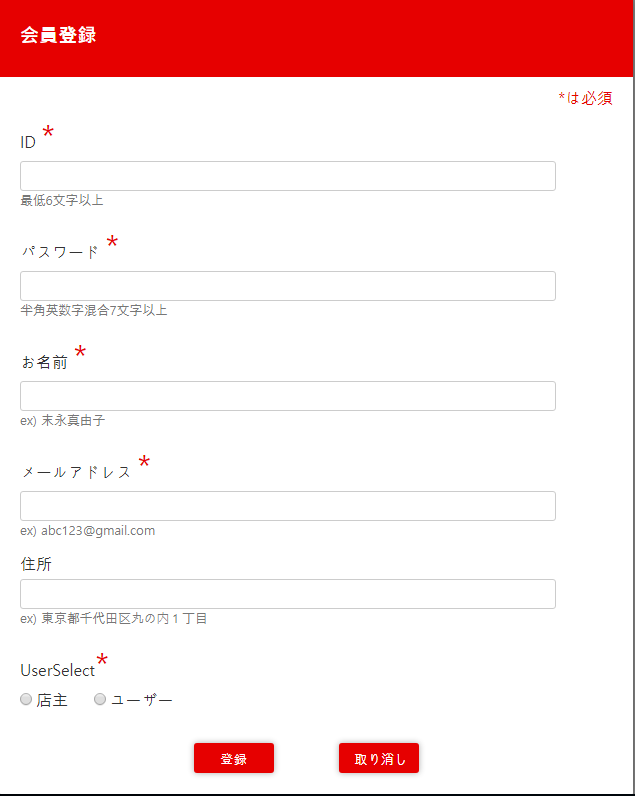 会員登録
*は必須
ID *
最低6文字以上
パスワード *
半角英数字混合7文字以上
お名前 *
ex) 末永真由子
メールアドレス *
ex) abc123@gmail.com
住所
ex) 東京都千代田区丸の内１丁目
UserSelect*
店主 ユーザー
登録 取り消し